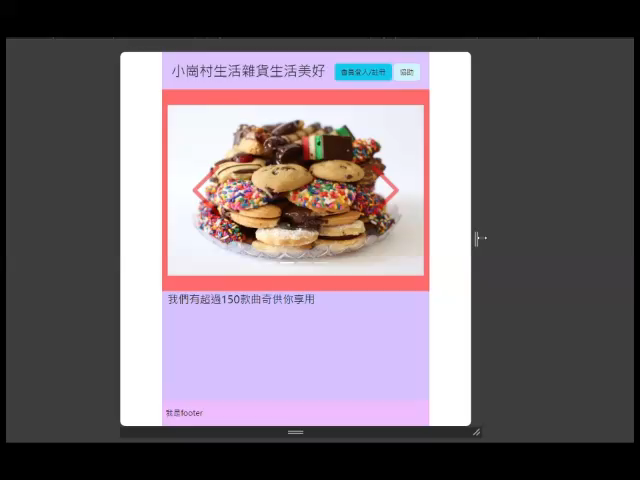 小崗村生活雜貨生活美好
會員登入/註冊
協助
我們有超過150款曲奇供你享用
我是footer